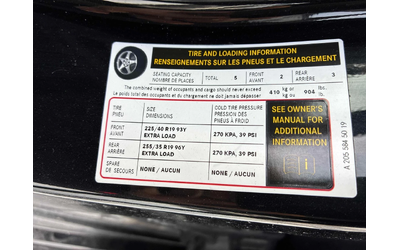 TIRE AND LOADING INFORMATION
RENSEIGNEMENTS SUR LES PNEUS ET LE CHARGEMENT
SEATING CAPACITY TOTAL 5 FRONT 2 REAR 3
NOMBRE DE PLACES AVANT ARRIÈRE
The combined weight of occupants and cargo should never exceed 410 kg or 904 lbs.
Le poids total des occupants et du chargement ne doit jamais dépasser ou lb.
TIRE SIZE COLD TIRE PRESSURE
PNEU DIMENSIONS PRESSION DES
PNEUS À FROID
FRONT 225/40 R19 93Y 270 KPA, 39 PSI
AVANT EXTRA LOAD
REAR 255/35 R19 96Y 270 KPA, 39 PSI
ARRIÈRE EXTRA LOAD
SPARE NONE / AUCUN NONE / AUCUN
DE SECOURS
SEE OWNER'S
MANUAL FOR
ADDITIONAL
INFORMATION
i
A 205 584 50 19